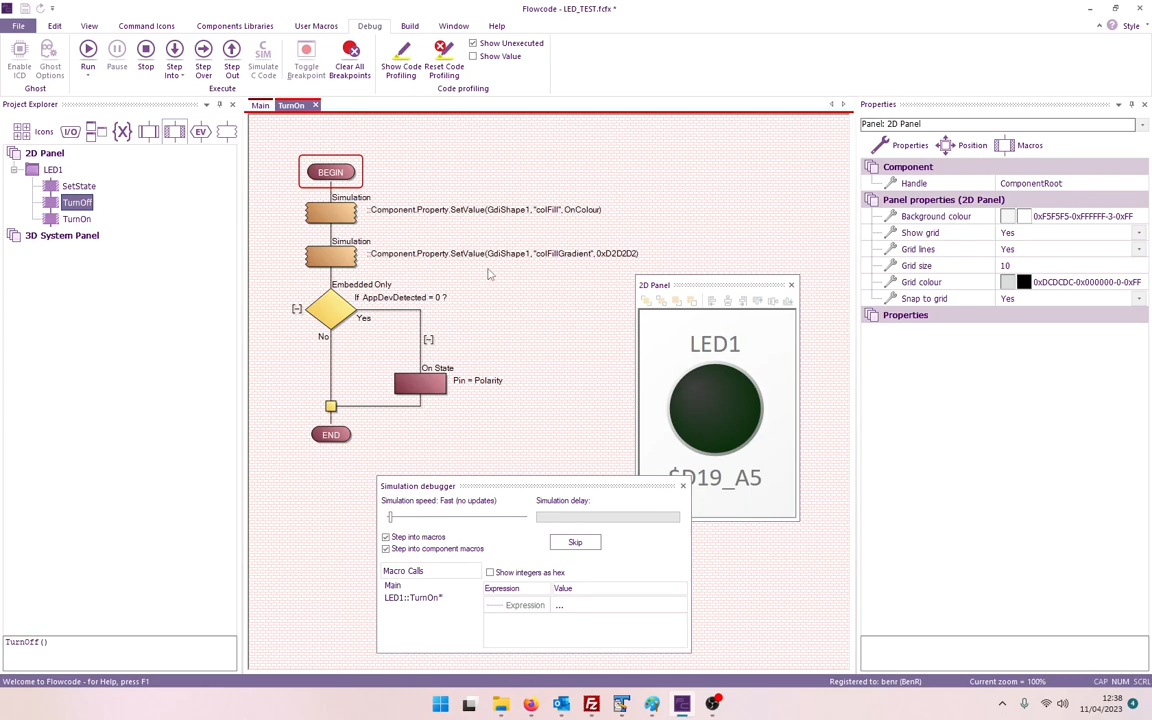 Flowcode - LED_TEST.fcfx *
File Edit View Command Icons Components Libraries User Macros Debug Build Window Help Style
Enable ICD
Ghost Options
Ghost
Run
Pause
Stop
Step Into
Step Over
Step Out
C SIM
Simulate C Code
Toggle Breakpoint
Clear All Breakpoints
Execute
Show Code Profiling
Reset Code Profiling
Show Unexecuted
Show Value
Code profiling
Project Explorer
Icons
I/O
{X}
EV
2D Panel
LED1
SetState
TurnOff
TurnOn
3D System Panel
TurnOff()
Main TurnOn
BEGIN
Simulation
::Component.Property.SetValue(GdiShape1, "colFill", OnColour)
Simulation
::Component.Property.SetValue(GdiShape1, "colFillGradient", 0xD2D2D2)
Embedded Only
If AppDevDetected = 0 ?
Yes
No
On State
Pin = Polarity
END
2D Panel
LED1
$D19_A5
Simulation debugger
Simulation speed: Fast (no updates)
Simulation delay:
Step into macros
Step into component macros
Skip
Macro Calls
Main
LED1::TurnOn*
Show integers as hex
Expression Value
Expression ...
Properties
Panel: 2D Panel
Properties Position Macros
Component
Handle ComponentRoot
Panel properties (2D Panel)
Background colour 0xF5F5F5-0xFFFFFF-3-0xFF
Show grid Yes
Grid lines Yes
Grid size 10
Grid colour 0xDCDCDC-0x000000-0-0xFF
Snap to grid Yes
Properties
Welcome to Flowcode - for Help, press F1
Registered to: benr (BenR)
Current zoom = 100%
CAP NUM SCRL
12:38
11/04/2023
4